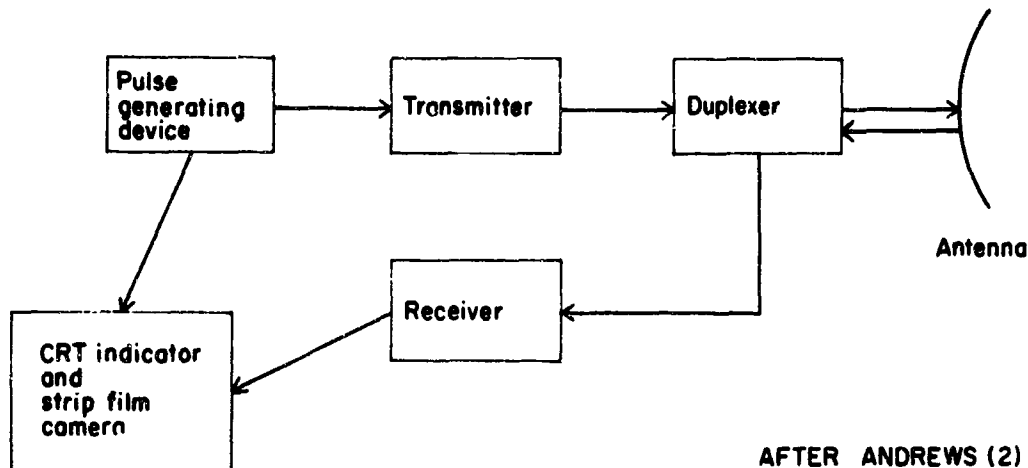 Pulse
generating
device
Transmitter
Duplexer
Antenna
Receiver
CRT indicator
and
strip film
camera
AFTER ANDREWS (2)